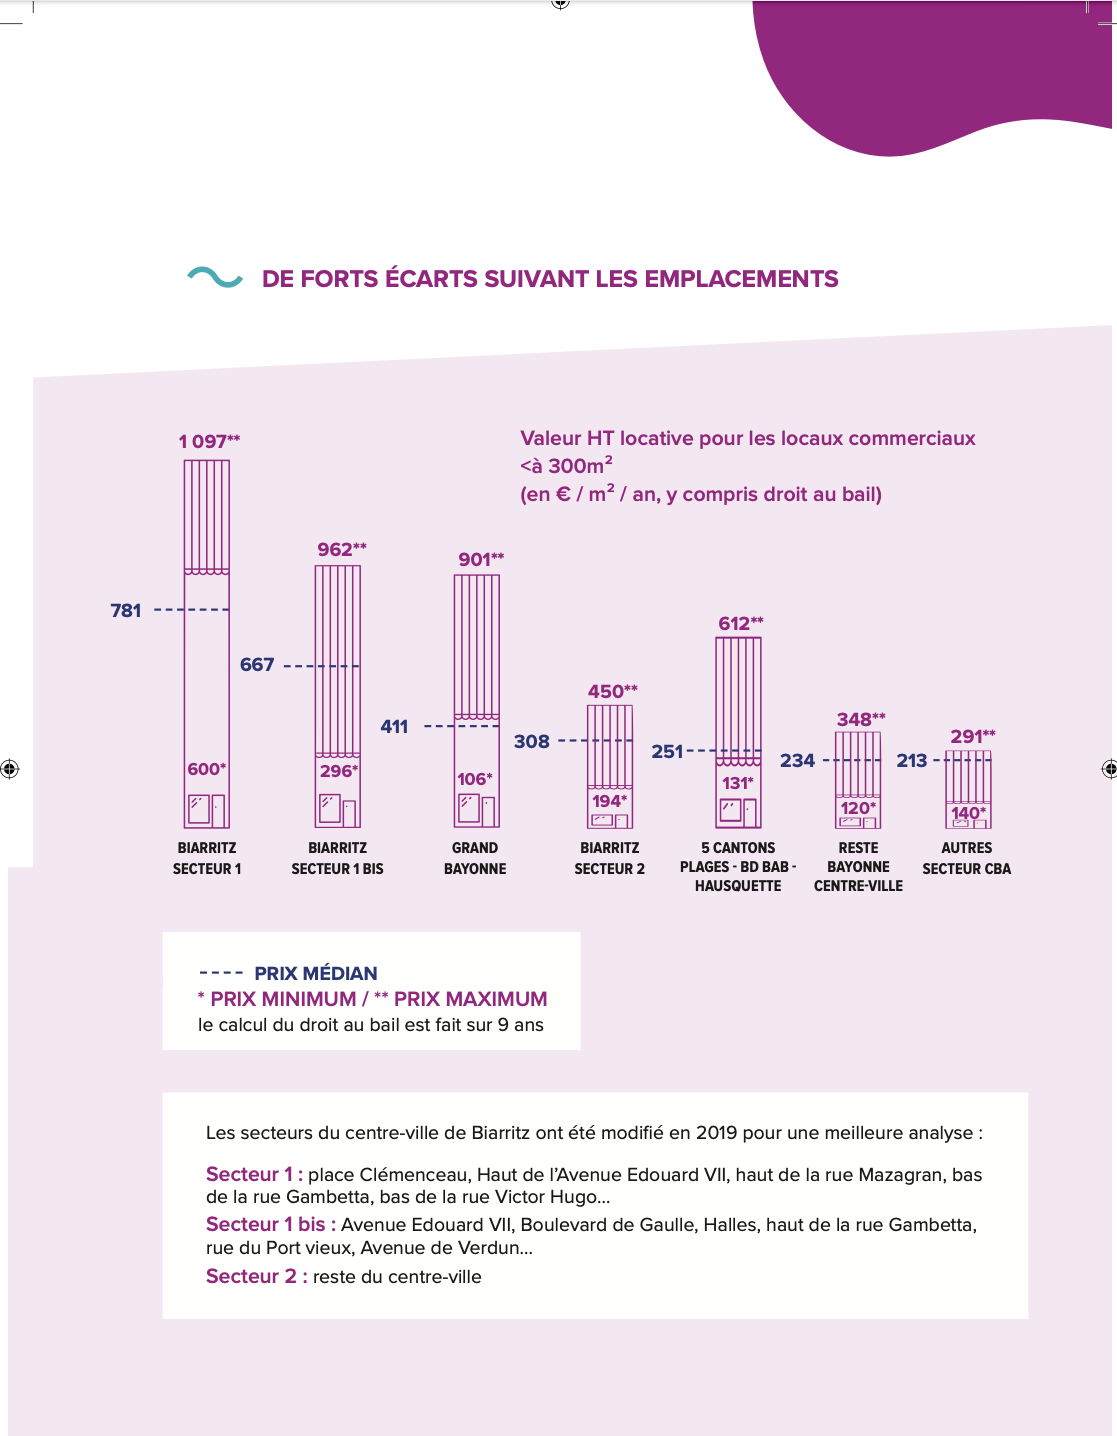 DE FORTS ÉCARTS SUIVANT LES EMPLACEMENTS
Valeur HT locative pour les locaux commerciaux
<à 300m²
(en € / m² / an, y compris droit au bail)
1 097**
781
600*
BIARRITZ
SECTEUR 1
962**
667
296*
BIARRITZ
SECTEUR 1 BIS
901**
411
106*
GRAND
BAYONNE
450**
308
194*
BIARRITZ
SECTEUR 2
612**
251
131*
5 CANTONS
PLAGES - BD BAB -
HAUSQUETTE
348**
234
120*
RESTE
BAYONNE
CENTRE-VILLE
291**
213
140*
AUTRES
SECTEUR CBA
---- PRIX MÉDIAN
* PRIX MINIMUM / ** PRIX MAXIMUM
le calcul du droit au bail est fait sur 9 ans
Les secteurs du centre-ville de Biarritz ont été modifié en 2019 pour une meilleure analyse :
Secteur 1 : place Clémenceau, Haut de l'Avenue Edouard VII, haut de la rue Mazagran, bas
de la rue Gambetta, bas de la rue Victor Hugo...
Secteur 1 bis : Avenue Edouard VII, Boulevard de Gaulle, Halles, haut de la rue Gambetta,
rue du Port vieux, Avenue de Verdun...
Secteur 2 : reste du centre-ville